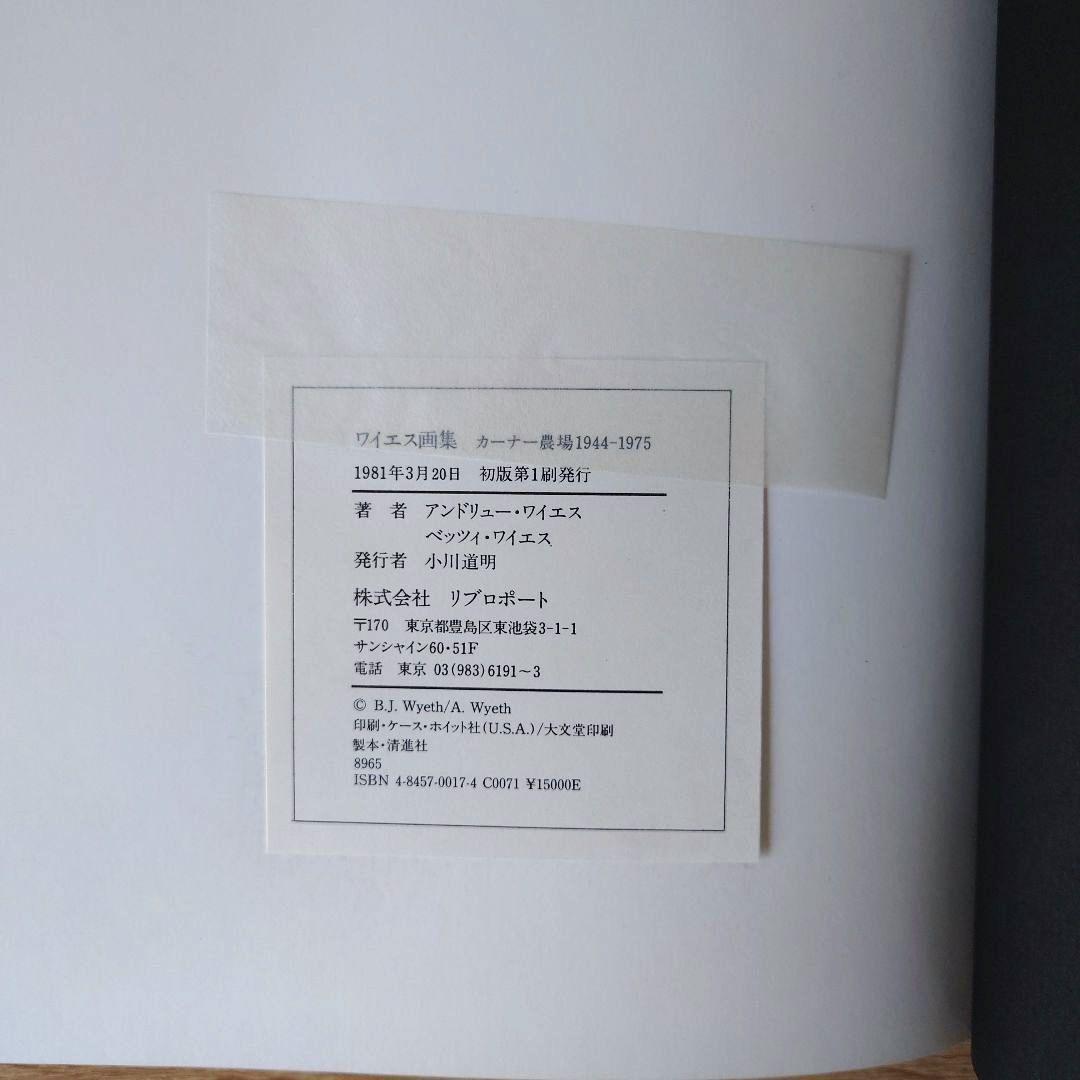 ワイエス画集　カーナー農場1944-1975
1981年3月20日　初版第1刷発行
著　者　アンドリュー・ワイエス
ベッツィ・ワイエス
発行者　小川道明
株式会社　リブロポート
〒170　東京都豊島区東池袋3-1-1
サンシャイン60・51F
電話　東京 03(983)6191〜3
© B.J. Wyeth/A. Wyeth
印刷・ケース・ホイット社(U.S.A.)/大文堂印刷
製本・清進社
8965
ISBN 4-8457-0017-4 C0071 ¥15000E